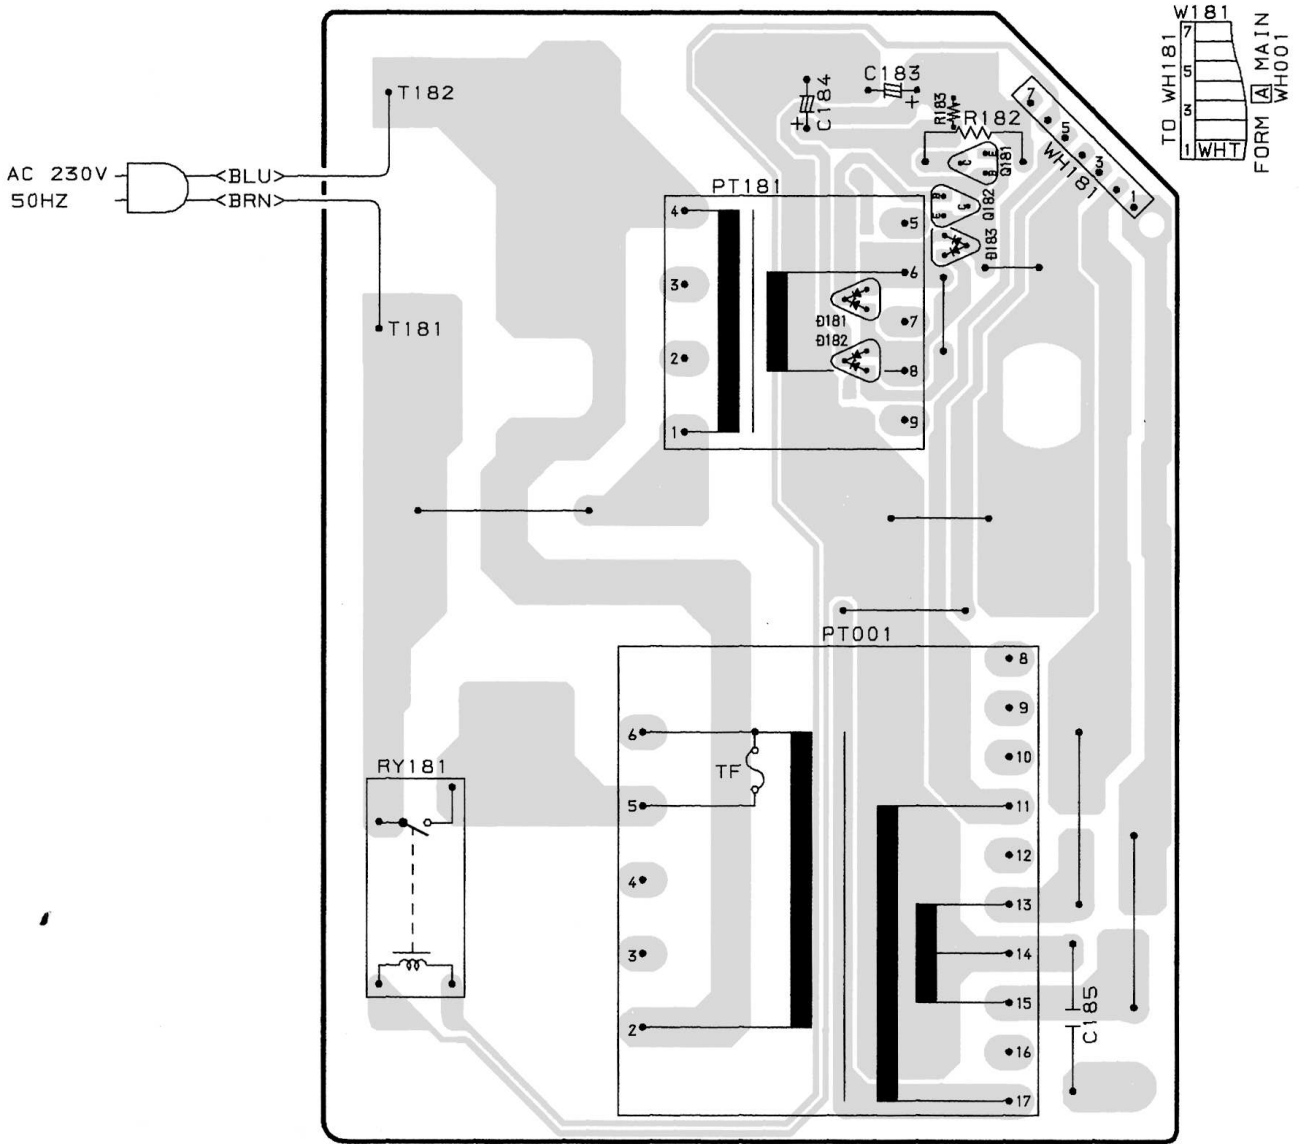 W181
7
5
3
1
WHT
TO WH181
FORM A MAIN
WH001
T182
AC 230V
50HZ
BLU
BRN
T181
C184
+
C183
+
R183
R182
7
5
3
1
WH181
E
C
B
Q181
B
C
E
Q182
D183
PT181
4
3
2
1
5
6
7
8
9
D181
D182
PT001
6
5
4
3
2
TF
8
9
10
11
12
13
14
15
16
17
RY181
C185